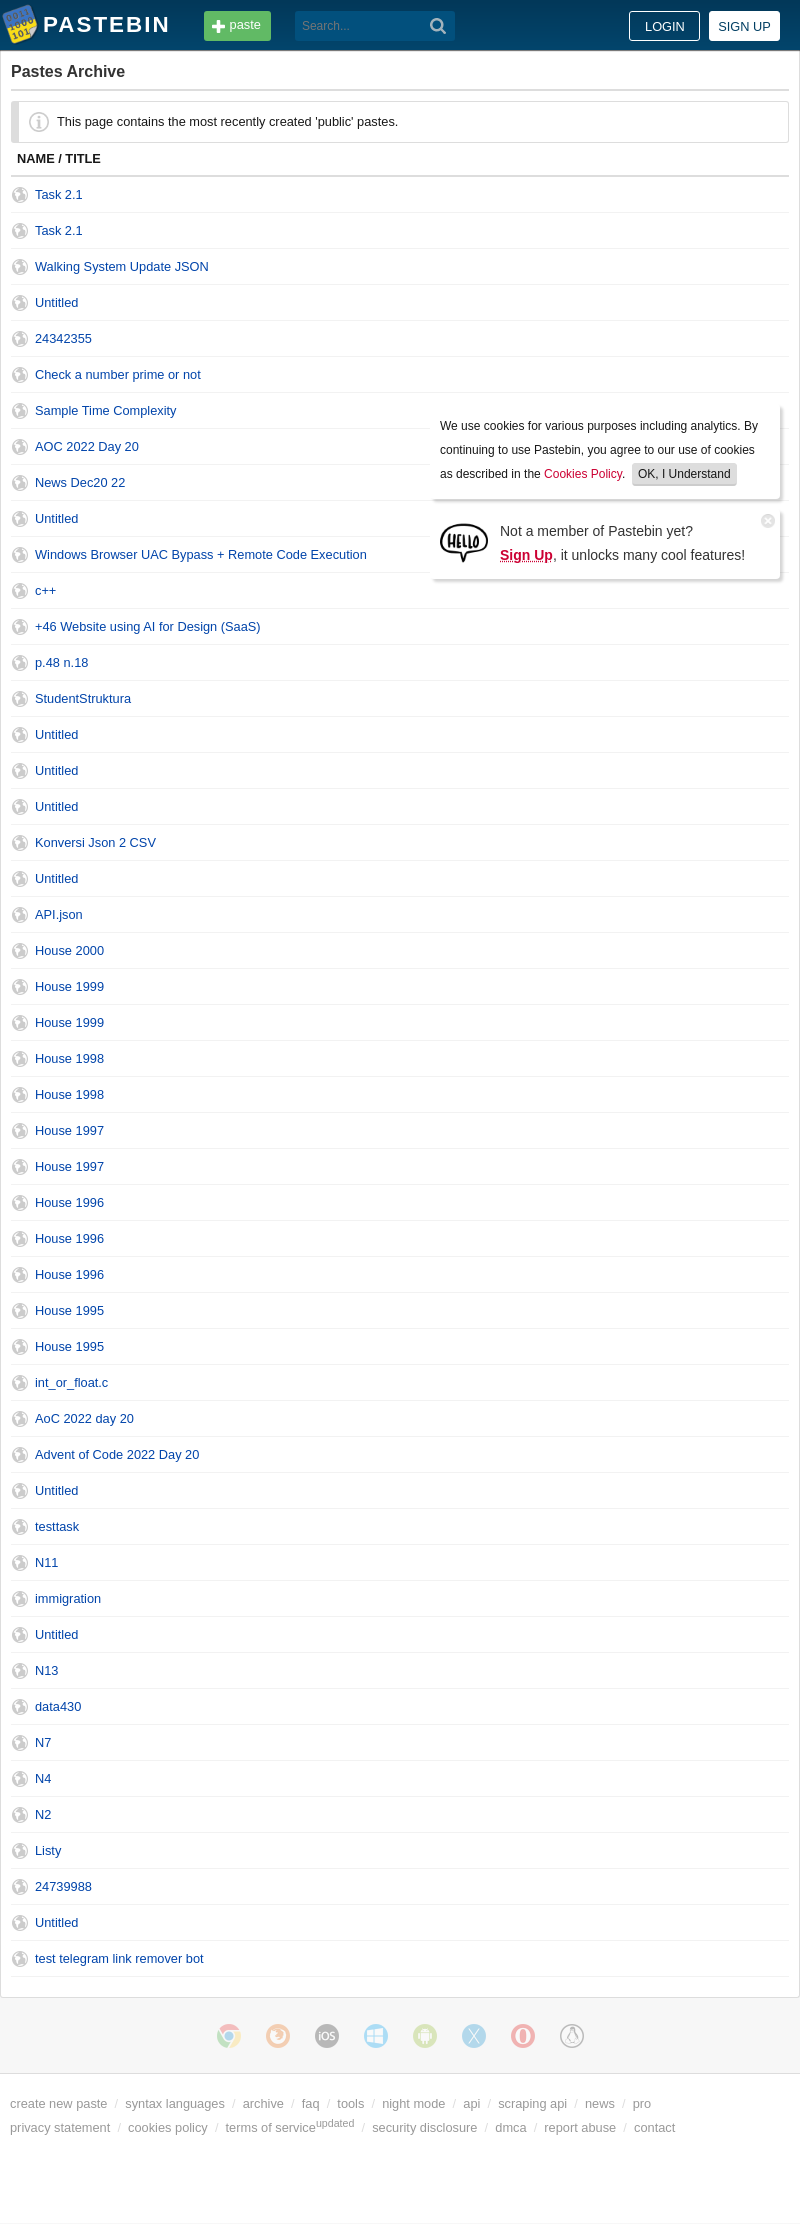 PASTEBIN paste Search... LOGIN SIGN UP
Pastes Archive
This page contains the most recently created 'public' pastes.
NAME / TITLE
Task 2.1
Task 2.1
Walking System Update JSON
Untitled
24342355
Check a number prime or not
Sample Time Complexity
AOC 2022 Day 20
News Dec20 22
Untitled
Windows Browser UAC Bypass + Remote Code Execution
We use cookies for various purposes including analytics. By
continuing to use Pastebin, you agree to our use of cookies
as described in the Cookies Policy. OK, I Understand
HELLO
Not a member of Pastebin yet?
Sign Up, it unlocks many cool features!
c++
+46 Website using AI for Design (SaaS)
p.48 n.18
StudentStruktura
Untitled
Untitled
Untitled
Konversi Json 2 CSV
Untitled
API.json
House 2000
House 1999
House 1999
House 1998
House 1998
House 1997
House 1997
House 1996
House 1996
House 1996
House 1995
House 1995
int_or_float.c
AoC 2022 day 20
Advent of Code 2022 Day 20
Untitled
testtask
N11
immigration
Untitled
N13
data430
N7
N4
N2
Listy
24739988
Untitled
test telegram link remover bot
iOS
create new paste / syntax languages / archive / faq / tools / night mode / api / scraping api / news / pro
privacy statement / cookies policy / terms of serviceupdated / security disclosure / dmca / report abuse / contact